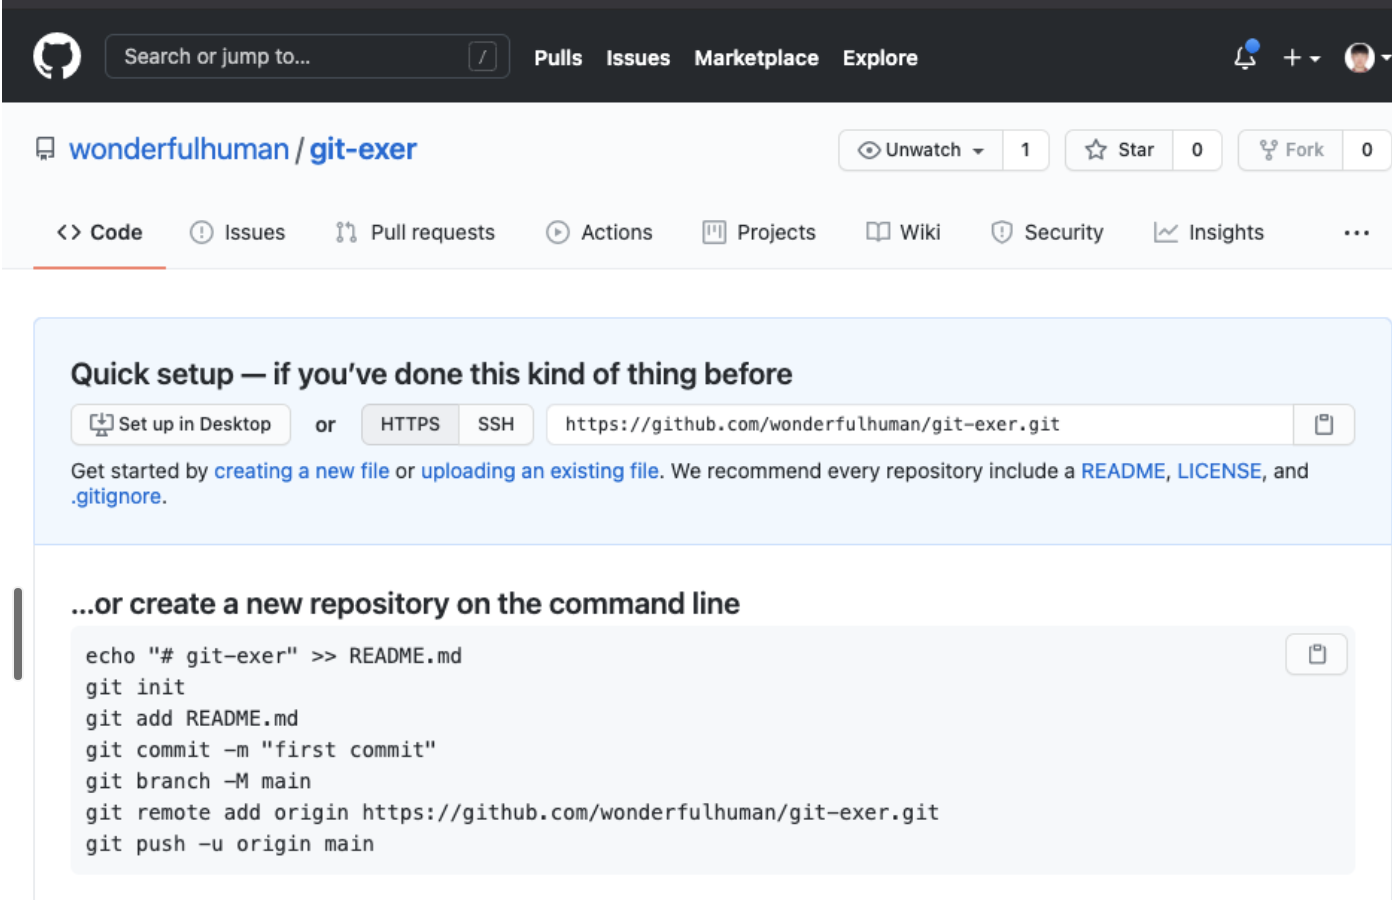 Search or jump to... /
Pulls Issues Marketplace Explore
wonderfulhuman / git-exer
Unwatch 1 Star 0 Fork 0
Code Issues Pull requests Actions Projects Wiki Security Insights ...
Quick setup — if you’ve done this kind of thing before
Set up in Desktop or HTTPS SSH https://github.com/wonderfulhuman/git-exer.git
Get started by creating a new file or uploading an existing file. We recommend every repository include a README, LICENSE, and
.gitignore.
...or create a new repository on the command line
echo "# git-exer" >> README.md
git init
git add README.md
git commit -m "first commit"
git branch -M main
git remote add origin https://github.com/wonderfulhuman/git-exer.git
git push -u origin main